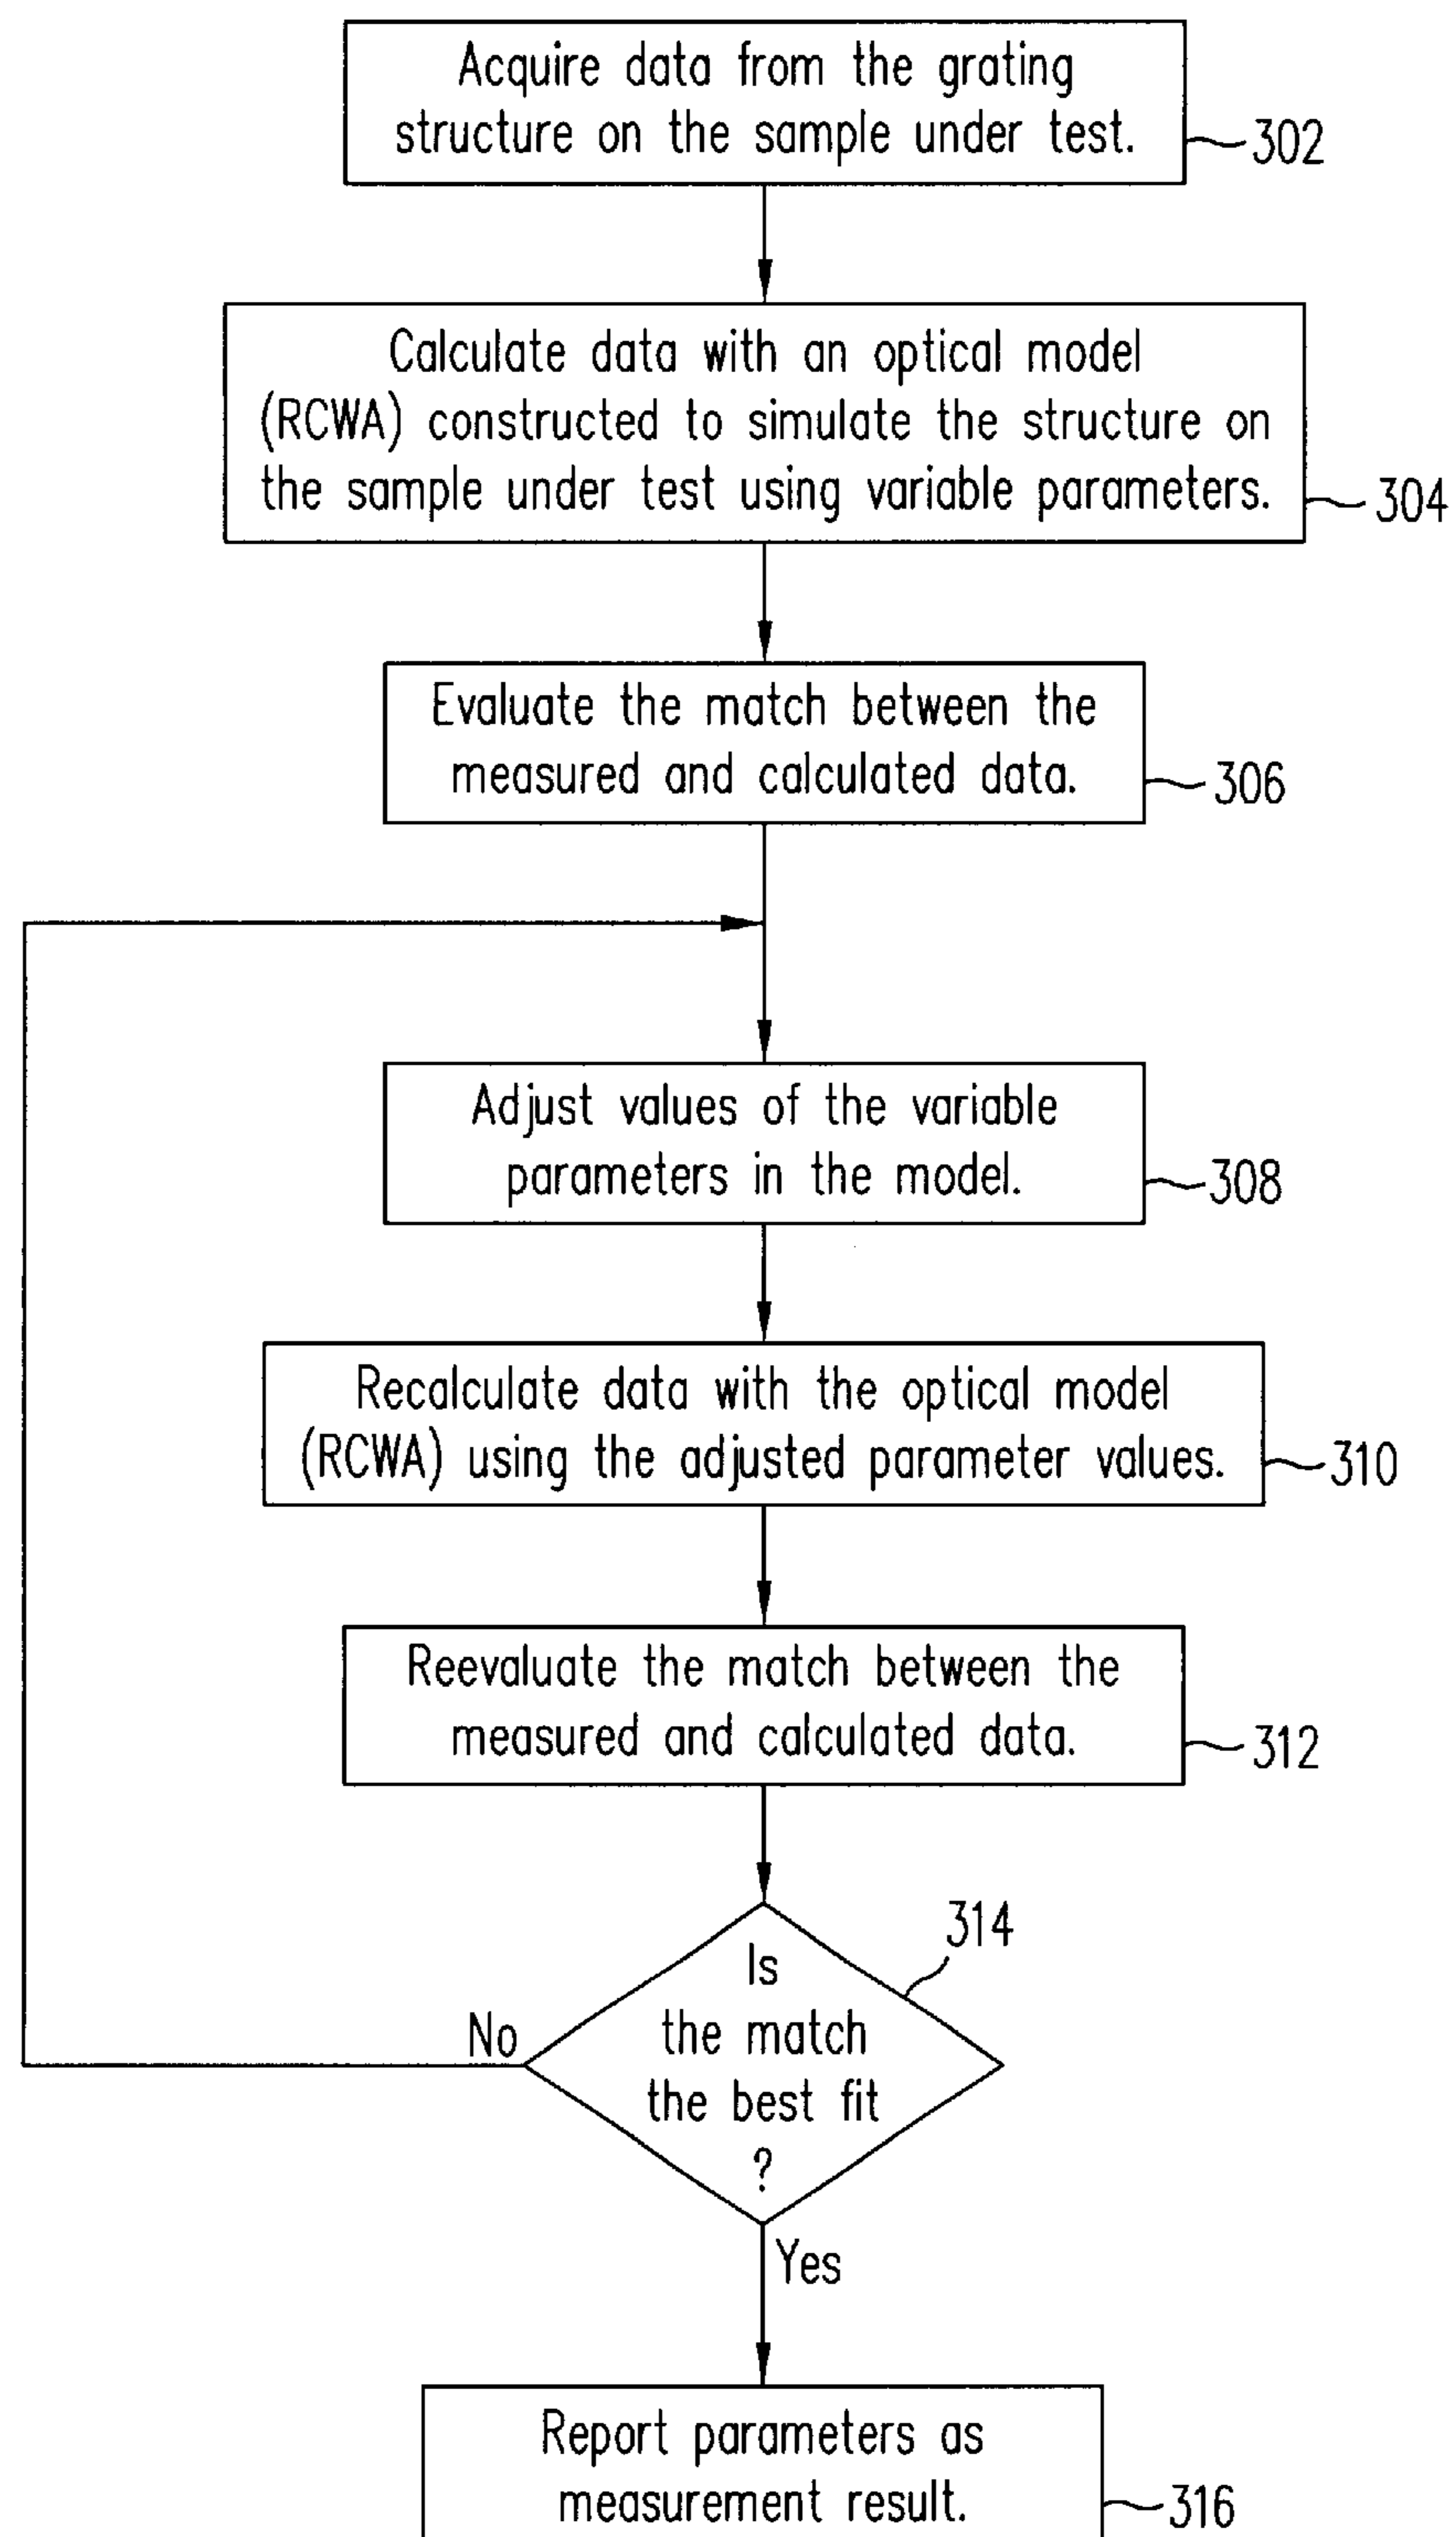 Acquire data from the grating
structure on the sample under test.
302
Calculate data with an optical model
(RCWA) constructed to simulate the structure on
the sample under test using variable parameters.
304
Evaluate the match between the
measured and calculated data.
306
Adjust values of the variable
parameters in the model.
308
Recalculate data with the optical model
(RCWA) using the adjusted parameter values.
310
Reevaluate the match between the
measured and calculated data.
312
314
Is
the match
the best fit
?
No
Yes
Report parameters as
measurement result.
316